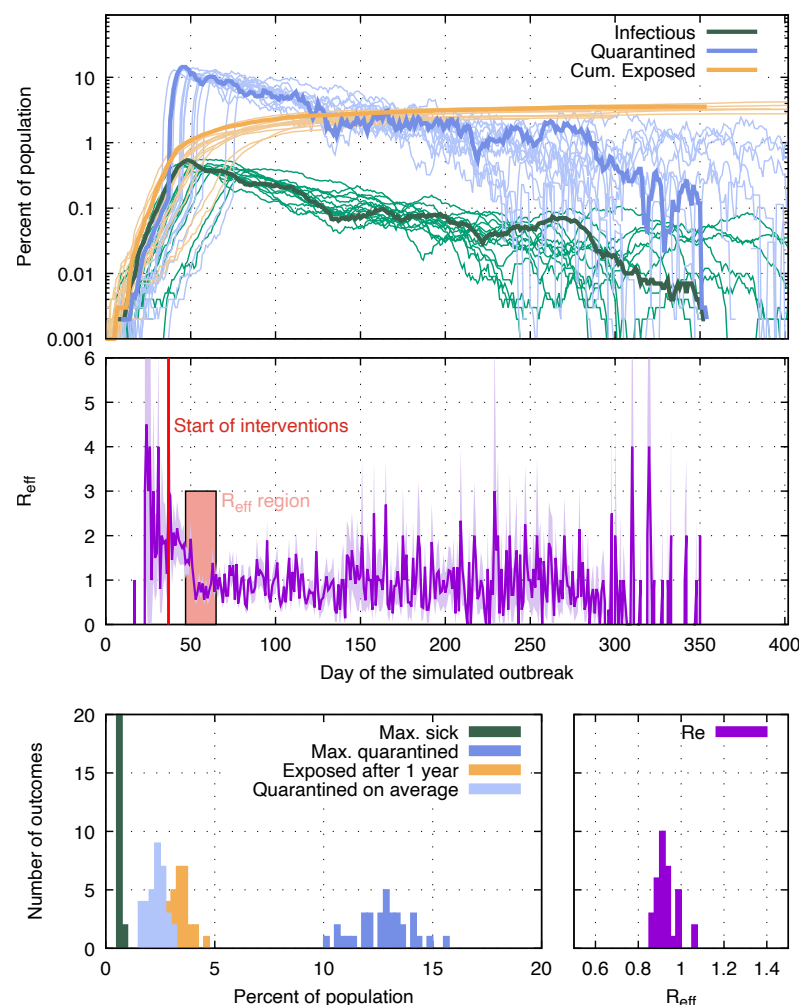 Infectious
Quarantined
Cum. Exposed
Percent of population
10
1
0.1
0.01
0.001
Start of interventions
R_eff region
R_eff
6
5
4
3
2
1
0
0 50 100 150 200 250 300 350 400
Day of the simulated outbreak
Max. sick
Max. quarantined
Exposed after 1 year
Quarantined on average
Number of outcomes
20
15
10
5
0
0 5 10 15 20
Percent of population
Re
0.6 0.8 1 1.2 1.4
R_eff